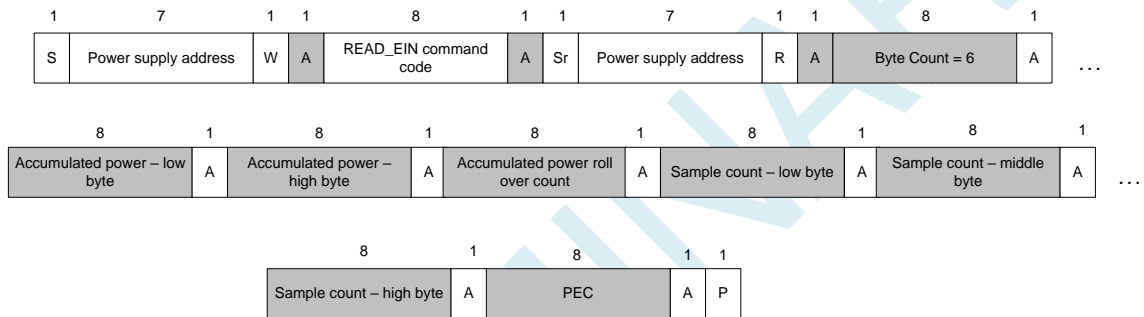 1 7 1 1 8 1 1 7 1 1 8 1
S Power supply address W A READ_EIN command A Sr Power supply address R A Byte Count = 6 A ...
code
8 1 8 1 8 1 8 1 8 1
Accumulated power – low A Accumulated power – A Accumulated power roll A Sample count – low byte A Sample count – middle A ...
byte high byte over count byte
8 1 8 1 1
Sample count – high byte A PEC A P